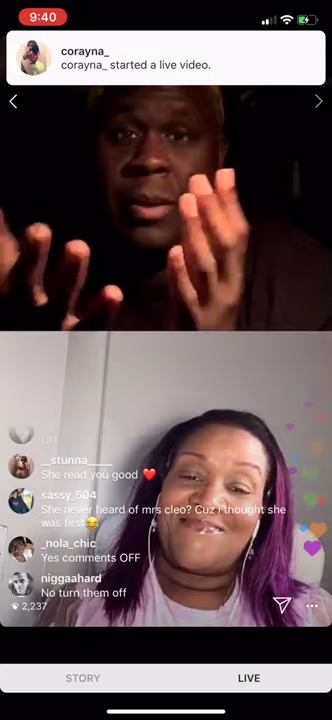 9:40
corayna_
corayna_ started a live video.
__stunna____
She read you good ❤️
sassy_504
She never heard of mrs cleo? Cuz i thought she
was first😂
_nola_chic
Yes comments OFF
niggaahard
No turn them off
2,237
STORY
LIVE